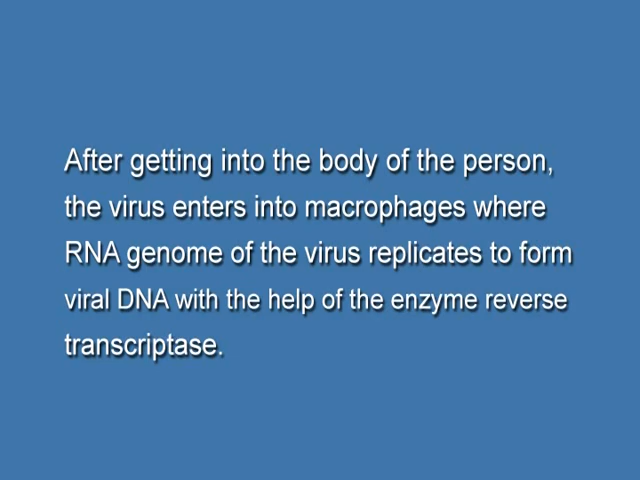 After getting into the body of the person,
the virus enters into macrophages where
RNA genome of the virus replicates to form
viral DNA with the help of the enzyme reverse
transcriptase.